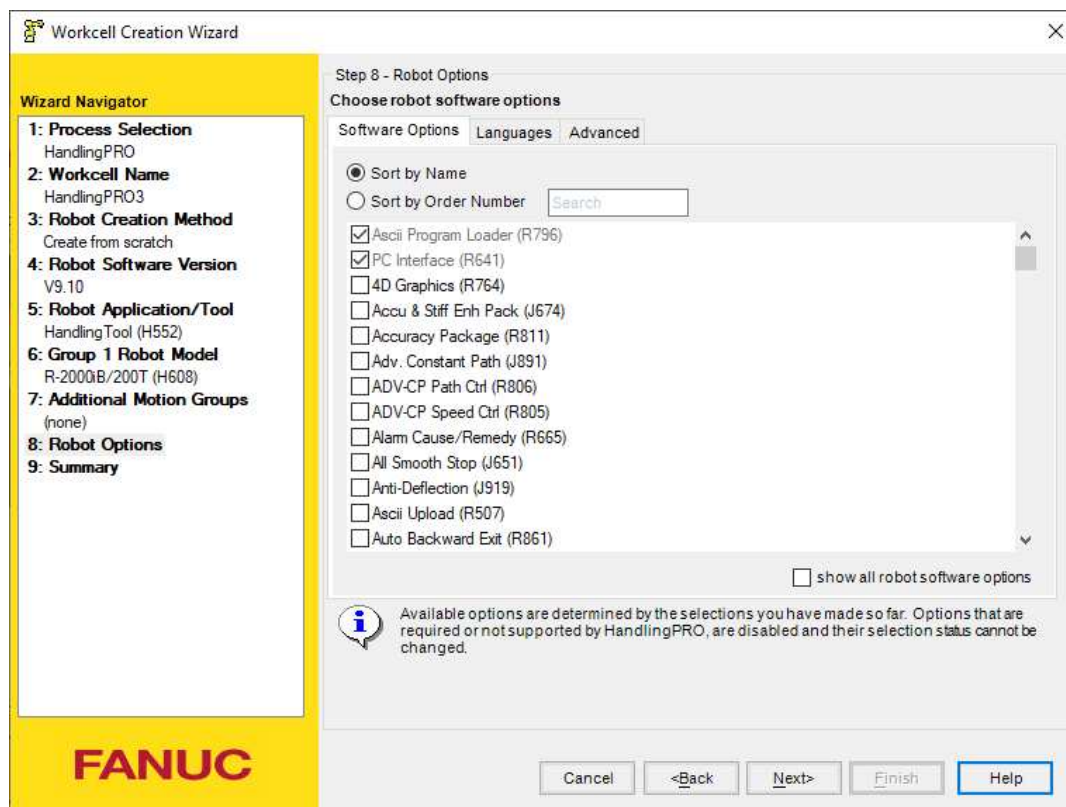 Workcell Creation Wizard
Wizard Navigator
1: Process Selection
HandlingPRO
2: Workcell Name
HandlingPRO3
3: Robot Creation Method
Create from scratch
4: Robot Software Version
V9.10
5: Robot Application/Tool
HandlingTool (H552)
6: Group 1 Robot Model
R-2000iB/200T (H608)
7: Additional Motion Groups
(none)
8: Robot Options
9: Summary
FANUC
Step 8 - Robot Options
Choose robot software options
Software Options Languages Advanced
Sort by Name
Sort by Order Number Search
Ascii Program Loader (R796)
PC Interface (R641)
4D Graphics (R764)
Accu & Stiff Enh Pack (J674)
Accuracy Package (R811)
Adv. Constant Path (J891)
ADV-CP Path Ctrl (R806)
ADV-CP Speed Ctrl (R805)
Alarm Cause/Remedy (R665)
All Smooth Stop (J651)
Anti-Deflection (J919)
Ascii Upload (R507)
Auto Backward Exit (R861)
show all robot software options
Available options are determined by the selections you have made so far. Options that are
required or not supported by HandlingPRO, are disabled and their selection status cannot be
changed.
Cancel <Back Next> Finish Help